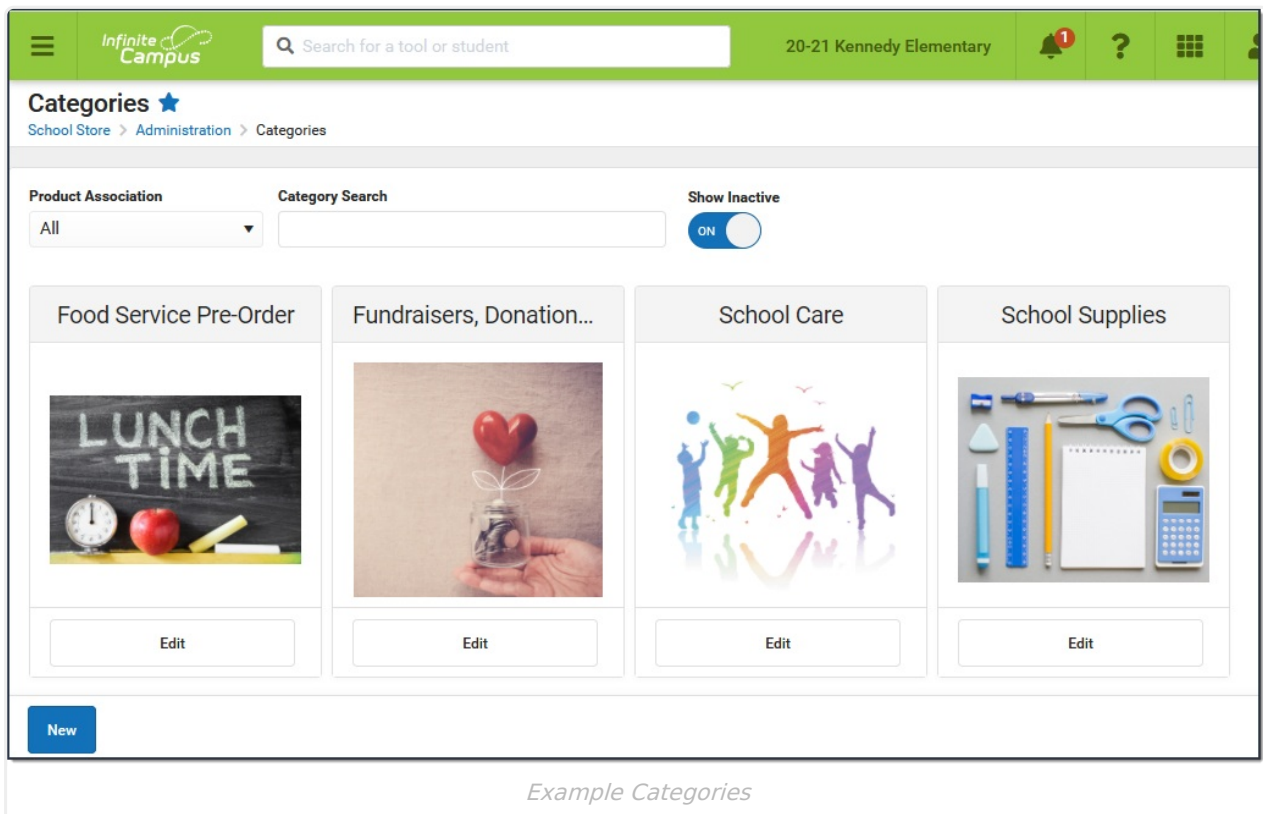 Infinite Campus
Search for a tool or student
20-21 Kennedy Elementary
1
?
Categories
School Store > Administration > Categories
Product Association
Category Search
Show Inactive
All
ON
Food Service Pre-Order
Fundraisers, Donation...
School Care
School Supplies
LUNCH
TIME
Edit
Edit
Edit
Edit
New
Example Categories